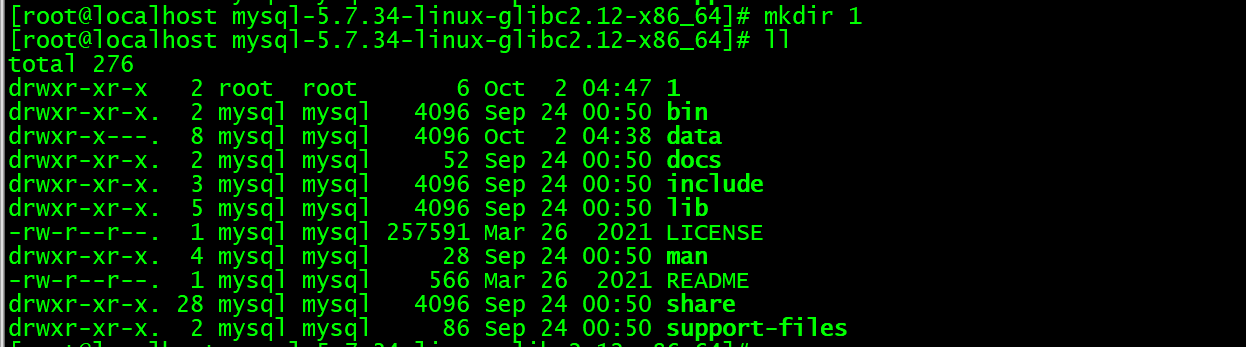 [root@localhost mysql-5.7.34-linux-glibc2.12-x86_64]# mkdir 1
[root@localhost mysql-5.7.34-linux-glibc2.12-x86_64]# ll
total 276
drwxr-xr-x   2 root  root       6 Oct  2 04:47 1
drwxr-xr-x.  2 mysql mysql   4096 Sep 24 00:50 bin
drwxr-x---.  8 mysql mysql   4096 Oct  2 04:38 data
drwxr-xr-x.  2 mysql mysql     52 Sep 24 00:50 docs
drwxr-xr-x.  3 mysql mysql   4096 Sep 24 00:50 include
drwxr-xr-x.  5 mysql mysql   4096 Sep 24 00:50 lib
-rw-r--r--.  1 mysql mysql 257591 Mar 26  2021 LICENSE
drwxr-xr-x.  4 mysql mysql     28 Sep 24 00:50 man
-rw-r--r--.  1 mysql mysql    566 Mar 26  2021 README
drwxr-xr-x. 28 mysql mysql   4096 Sep 24 00:50 share
drwxr-xr-x.  2 mysql mysql     86 Sep 24 00:50 support-files